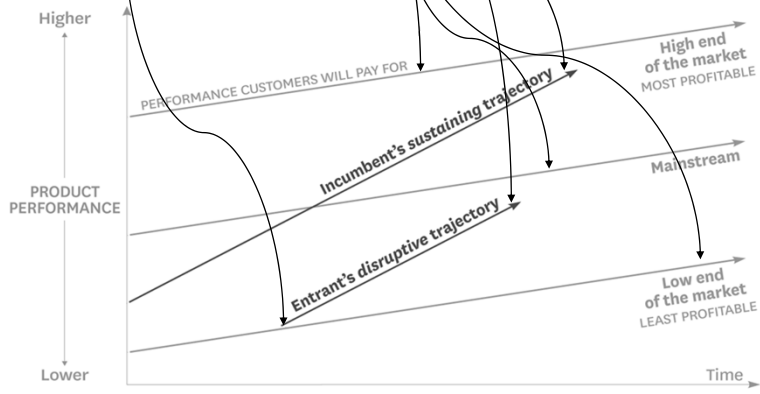 Higher
PERFORMANCE CUSTOMERS WILL PAY FOR
High end
of the market
MOST PROFITABLE
Incumbent's sustaining trajectory
Mainstream
PRODUCT
PERFORMANCE
Entrant's disruptive trajectory
Low end
of the market
LEAST PROFITABLE
Lower
Time